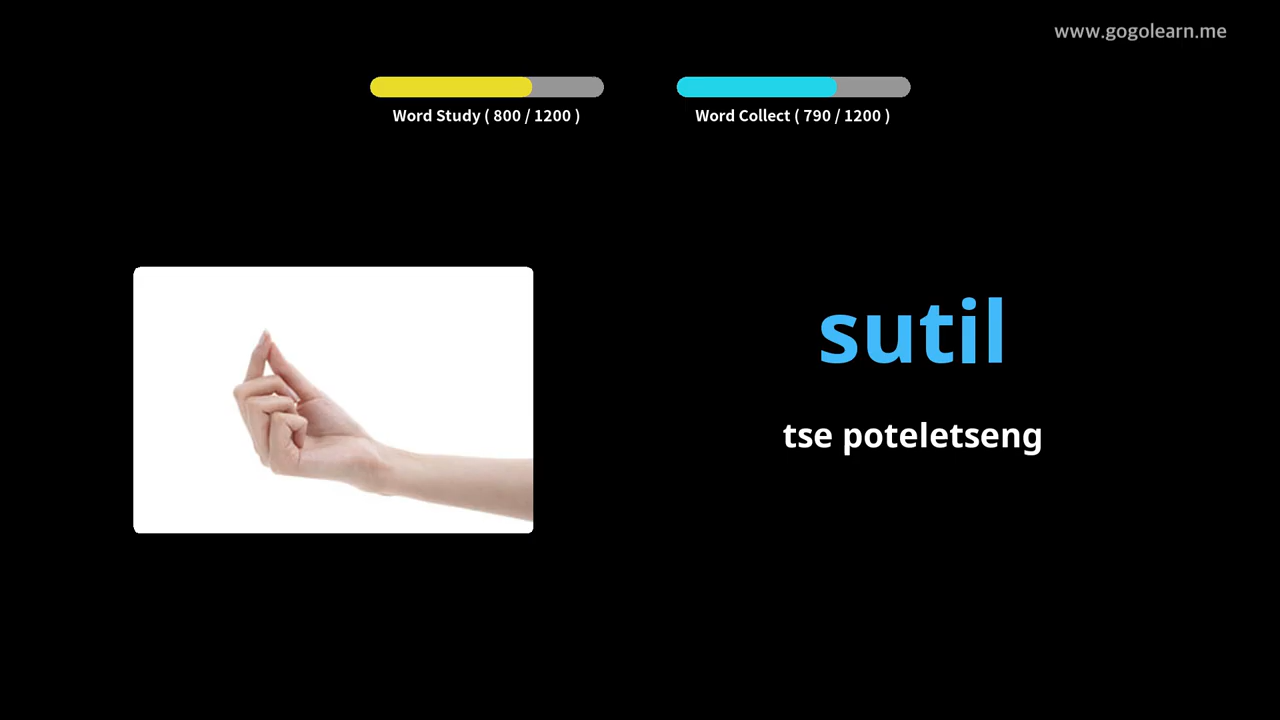 www.gogolearn.me
Word Study ( 800 / 1200 )
Word Collect ( 790 / 1200 )
sutil
tse poteletseng